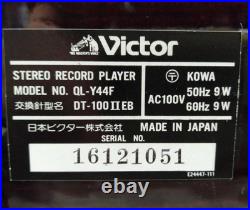 Victor
STEREO RECORD PLAYER
MODEL NO. QL-Y44F
交換針型名 DT-100ⅡEB
〒 KOWA
AC100V 50Hz 9W
60Hz 9W
日本ビクター株式会社 MADE IN JAPAN
SERIAL NO.
16121051
E24447-111